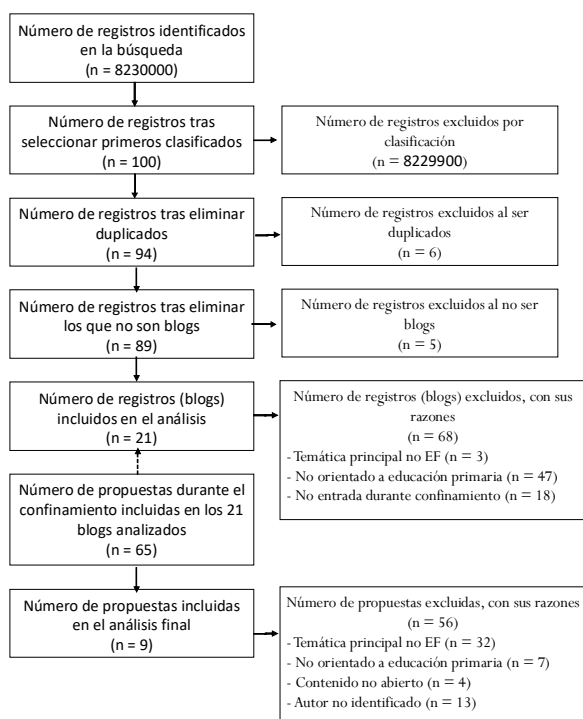 Número de registros identificados
en la búsqueda
(n = 8230000)
Número de registros tras
seleccionar primeros clasificados
(n = 100)
Número de registros excluidos por
clasificación
(n = 8229900)
Número de registros tras eliminar
duplicados
(n = 94)
Número de registros excluidos al ser
duplicados
(n = 6)
Número de registros tras eliminar
los que no son blogs
(n = 89)
Número de registros excluidos al no ser
blogs
(n = 5)
Número de registros (blogs)
incluidos en el análisis
(n = 21)
Número de registros (blogs) excluidos, con sus
razones
(n = 68)
- Temática principal no EF (n = 3)
- No orientado a educación primaria (n = 47)
- No entrada durante confinamiento (n = 18)
Número de propuestas durante el
confinamiento incluidas en los 21
blogs analizados
(n = 65)
Número de propuestas incluidas
en el análisis final
(n = 9)
Número de propuestas excluidas, con sus razones
(n = 56)
- Temática principal no EF (n = 32)
- No orientado a educación primaria (n = 7)
- Contenido no abierto (n = 4)
- Autor no identificado (n = 13)